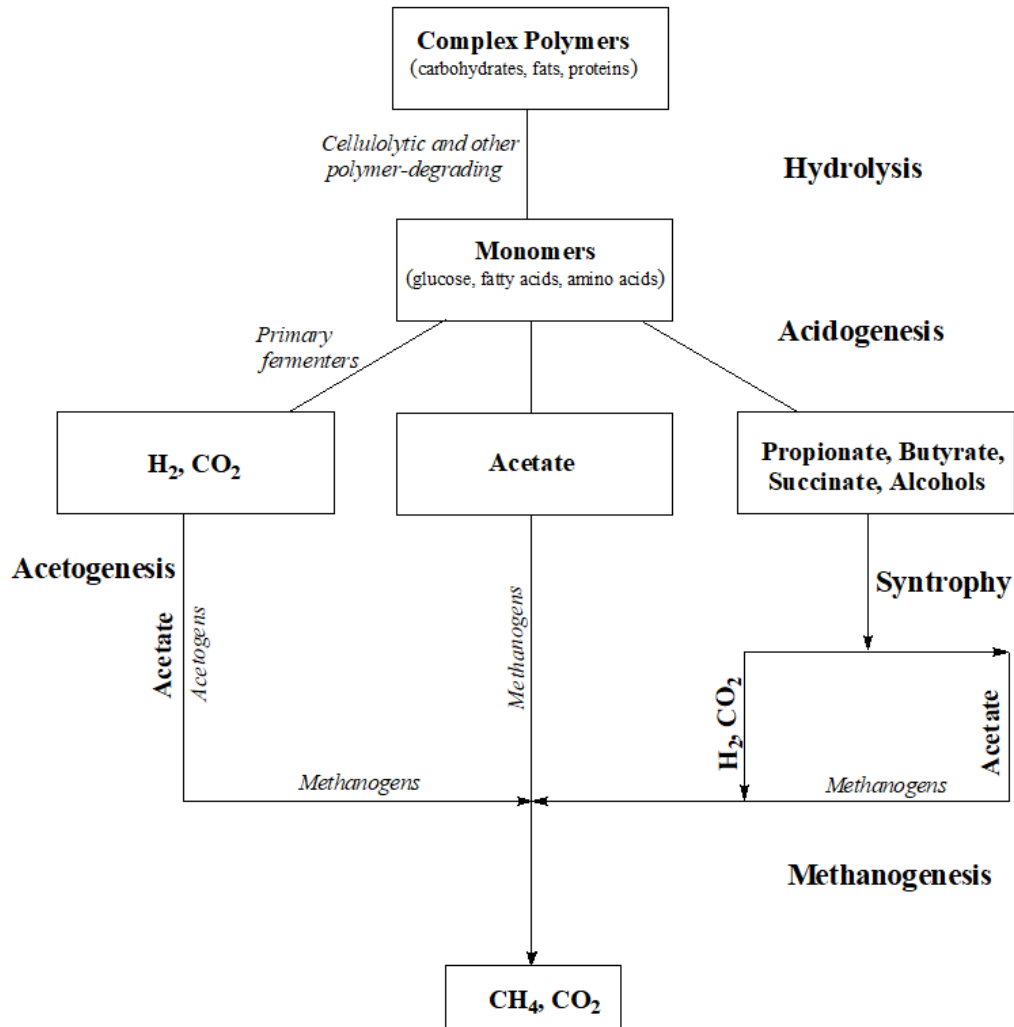 Complex Polymers
(carbohydrates, fats, proteins)
Cellulolytic and other
polymer-degrading
Hydrolysis
Monomers
(glucose, fatty acids, amino acids)
Primary
fermenters
Acidogenesis
H₂, CO₂
Acetate
Propionate, Butyrate,
Succinate, Alcohols
Acetogenesis
Acetate
Acetogens
Methanogens
Syntrophy
H₂, CO₂
Acetate
Methanogens
Methanogens
Methanogenesis
CH₄, CO₂